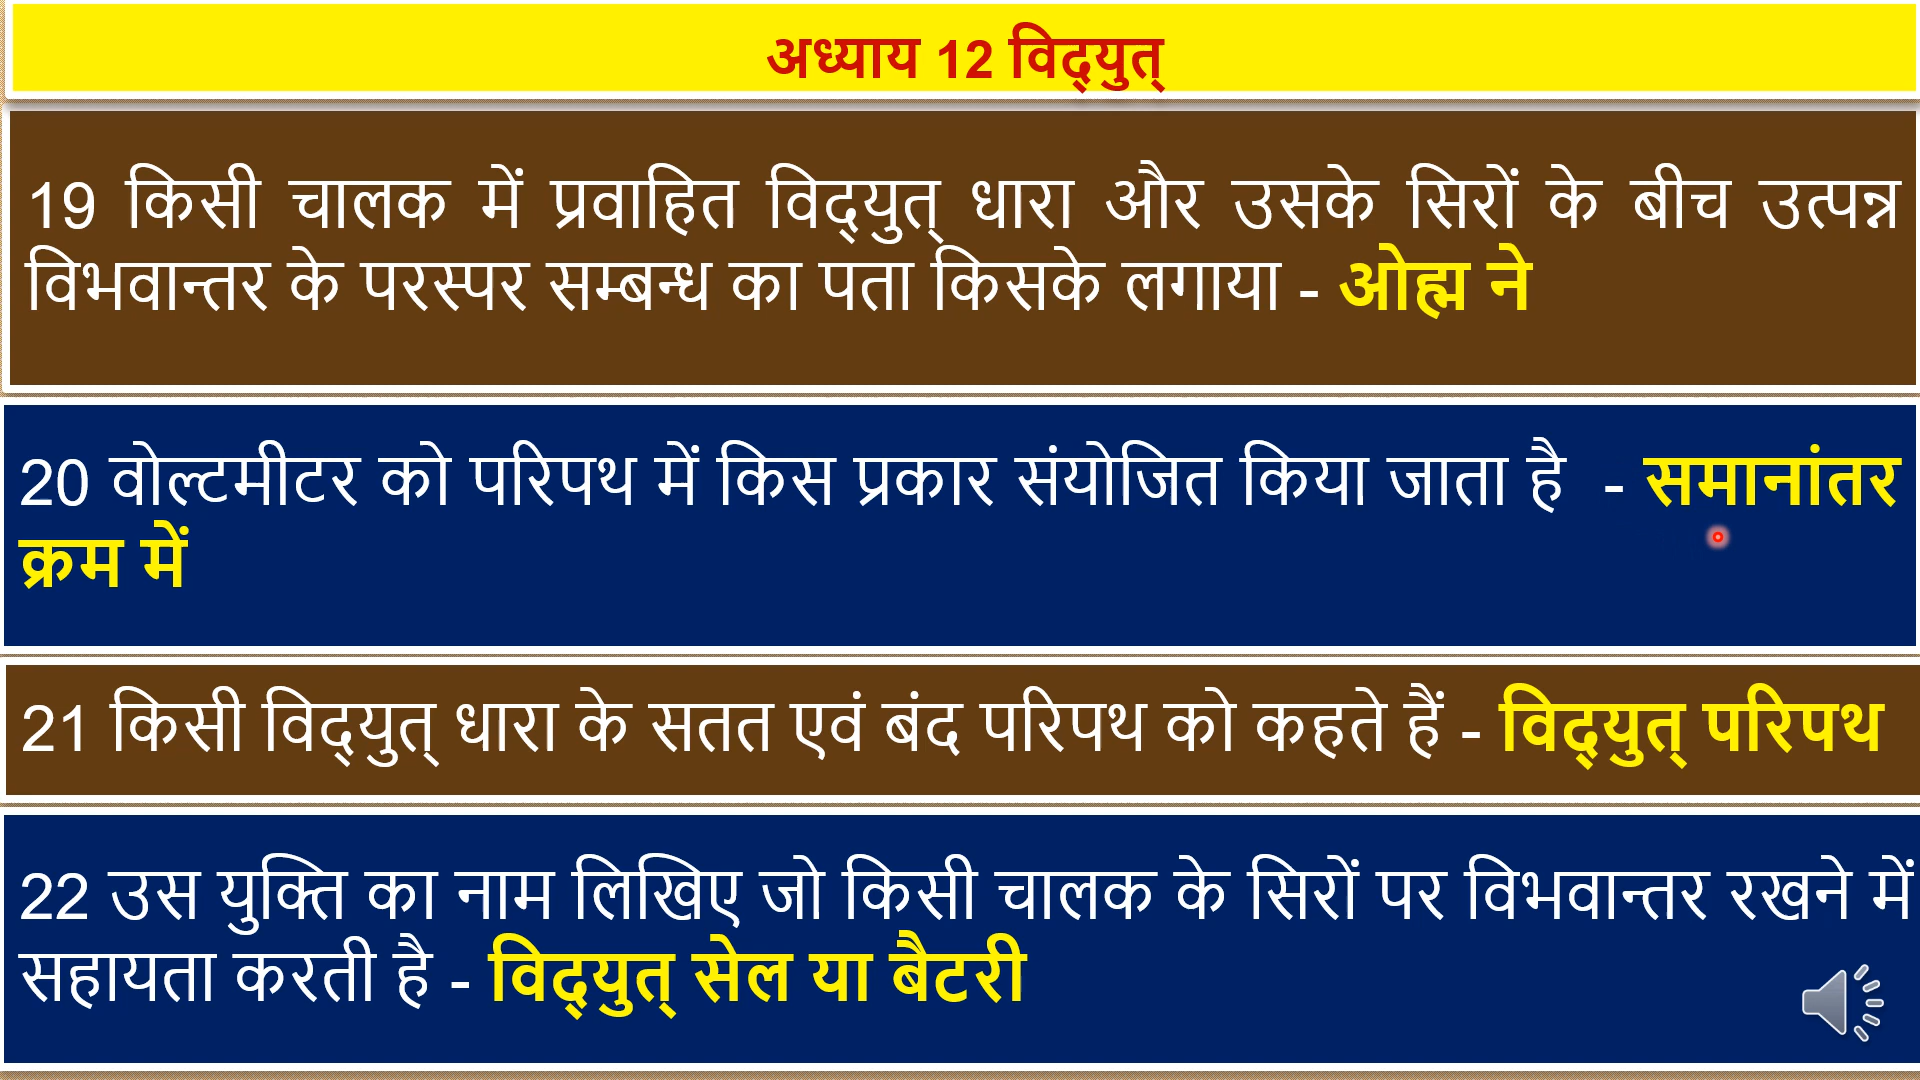 अध्याय 12 विद्युत्
19 किसी चालक में प्रवाहित विद्युत् धारा और उसके सिरों के बीच उत्पन्न
विभवान्तर के परस्पर सम्बन्ध का पता किसके लगाया - ओह्म ने
20 वोल्टमीटर को परिपथ में किस प्रकार संयोजित किया जाता है - समानांतर
क्रम में
21 किसी विद्युत् धारा के सतत एवं बंद परिपथ को कहते हैं - विद्युत् परिपथ
22 उस युक्ति का नाम लिखिए जो किसी चालक के सिरों पर विभवान्तर रखने में
सहायता करती है - विद्युत् सेल या बैटरी